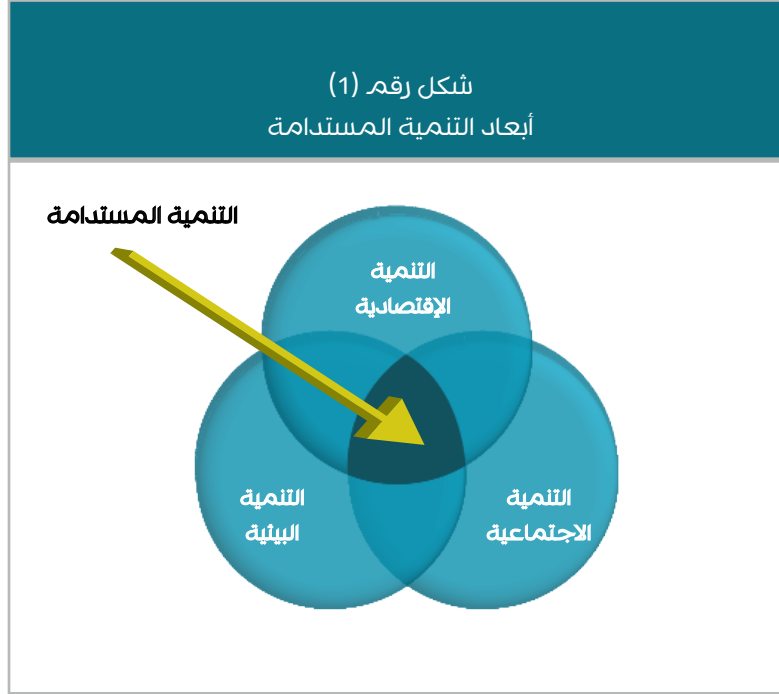 شكل رقم (1)
أبعاد التنمية المستدامة
التنمية المستدامة
التنمية
الإقتصادية
التنمية
الاجتماعية
التنمية
البيئية